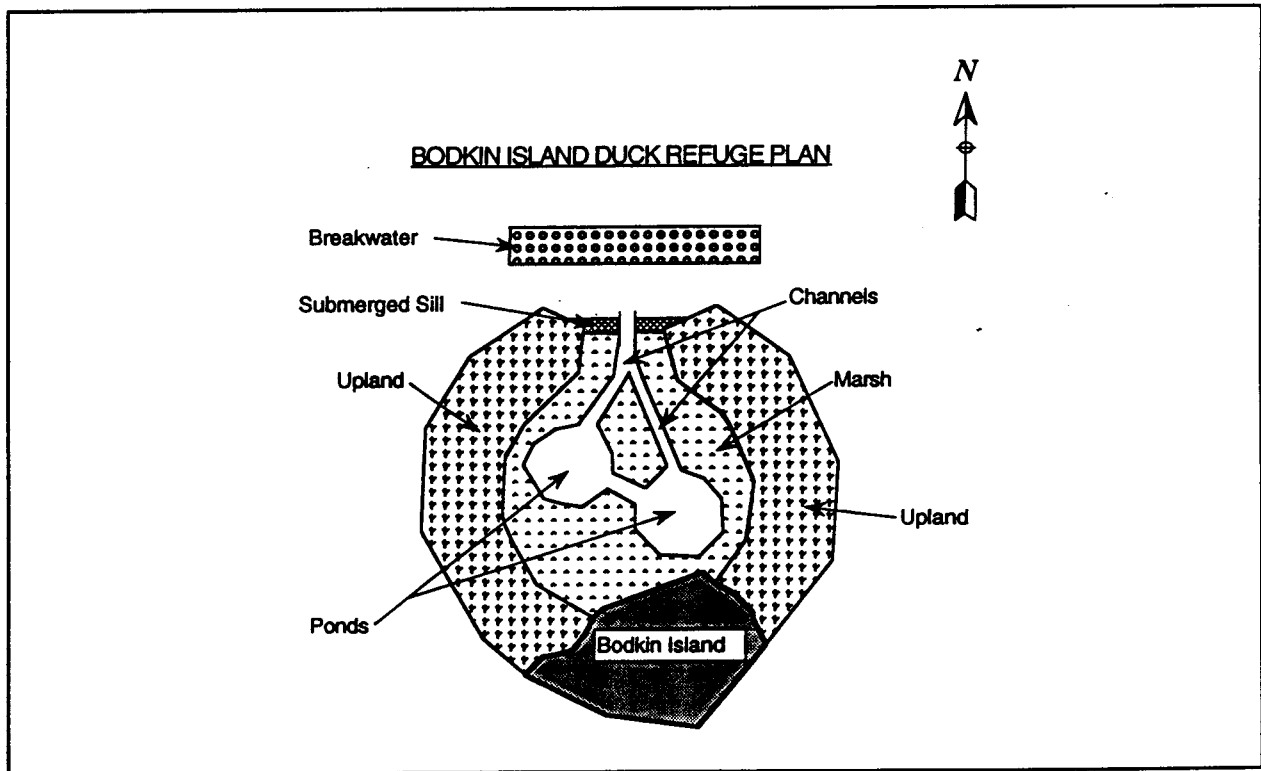 N
BODKIN ISLAND DUCK REFUGE PLAN
Breakwater
Submerged Sill
Channels
Upland
Marsh
Upland
Ponds
Bodkin Island